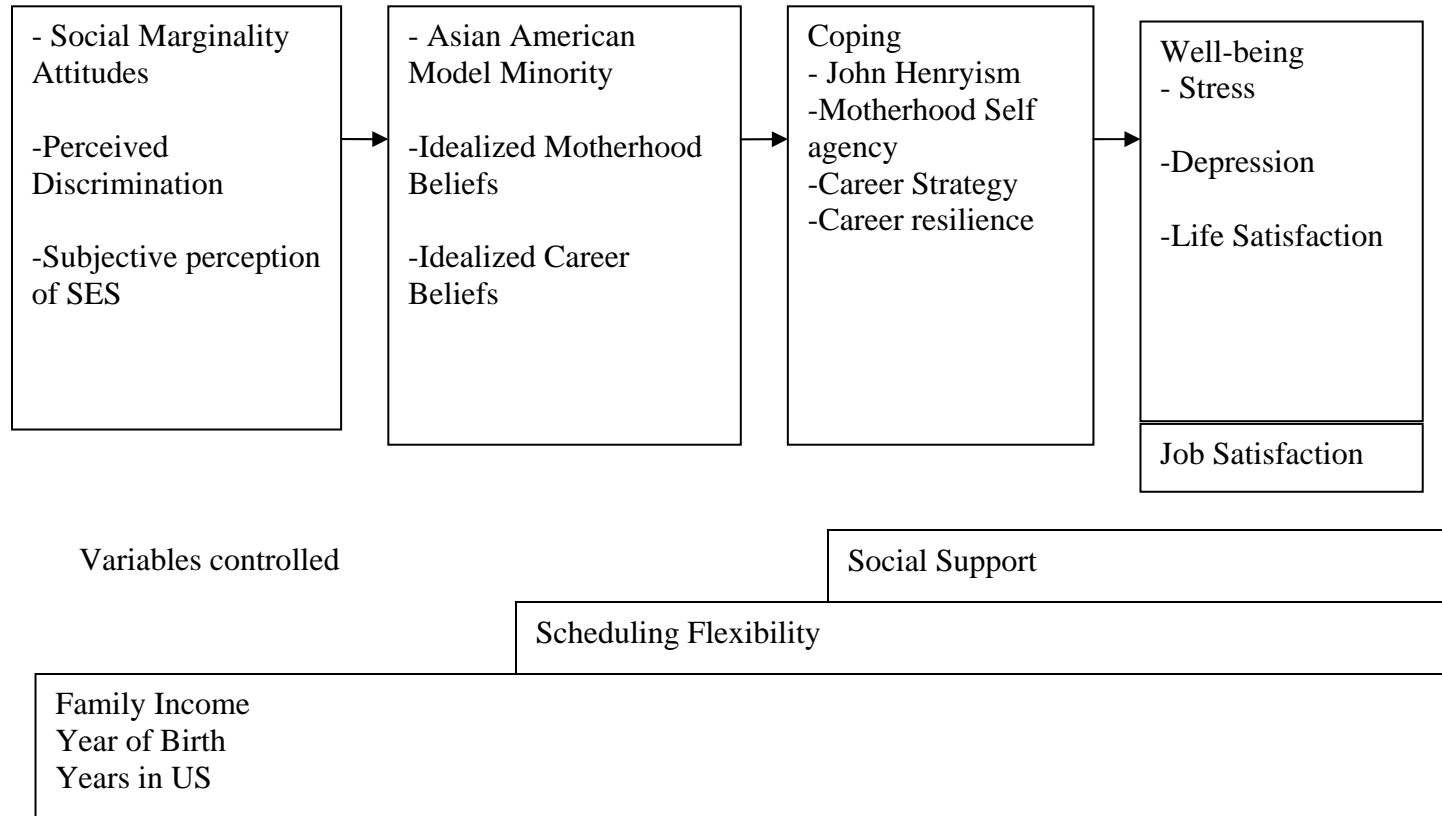 - Social Marginality
Attitudes
-Perceived
Discrimination
-Subjective perception
of SES
- Asian American
Model Minority
-Idealized Motherhood
Beliefs
-Idealized Career
Beliefs
Coping
- John Henryism
-Motherhood Self
agency
-Career Strategy
-Career resilience
Well-being
- Stress
-Depression
-Life Satisfaction
Job Satisfaction
Variables controlled
Social Support
Scheduling Flexibility
Family Income
Year of Birth
Years in US